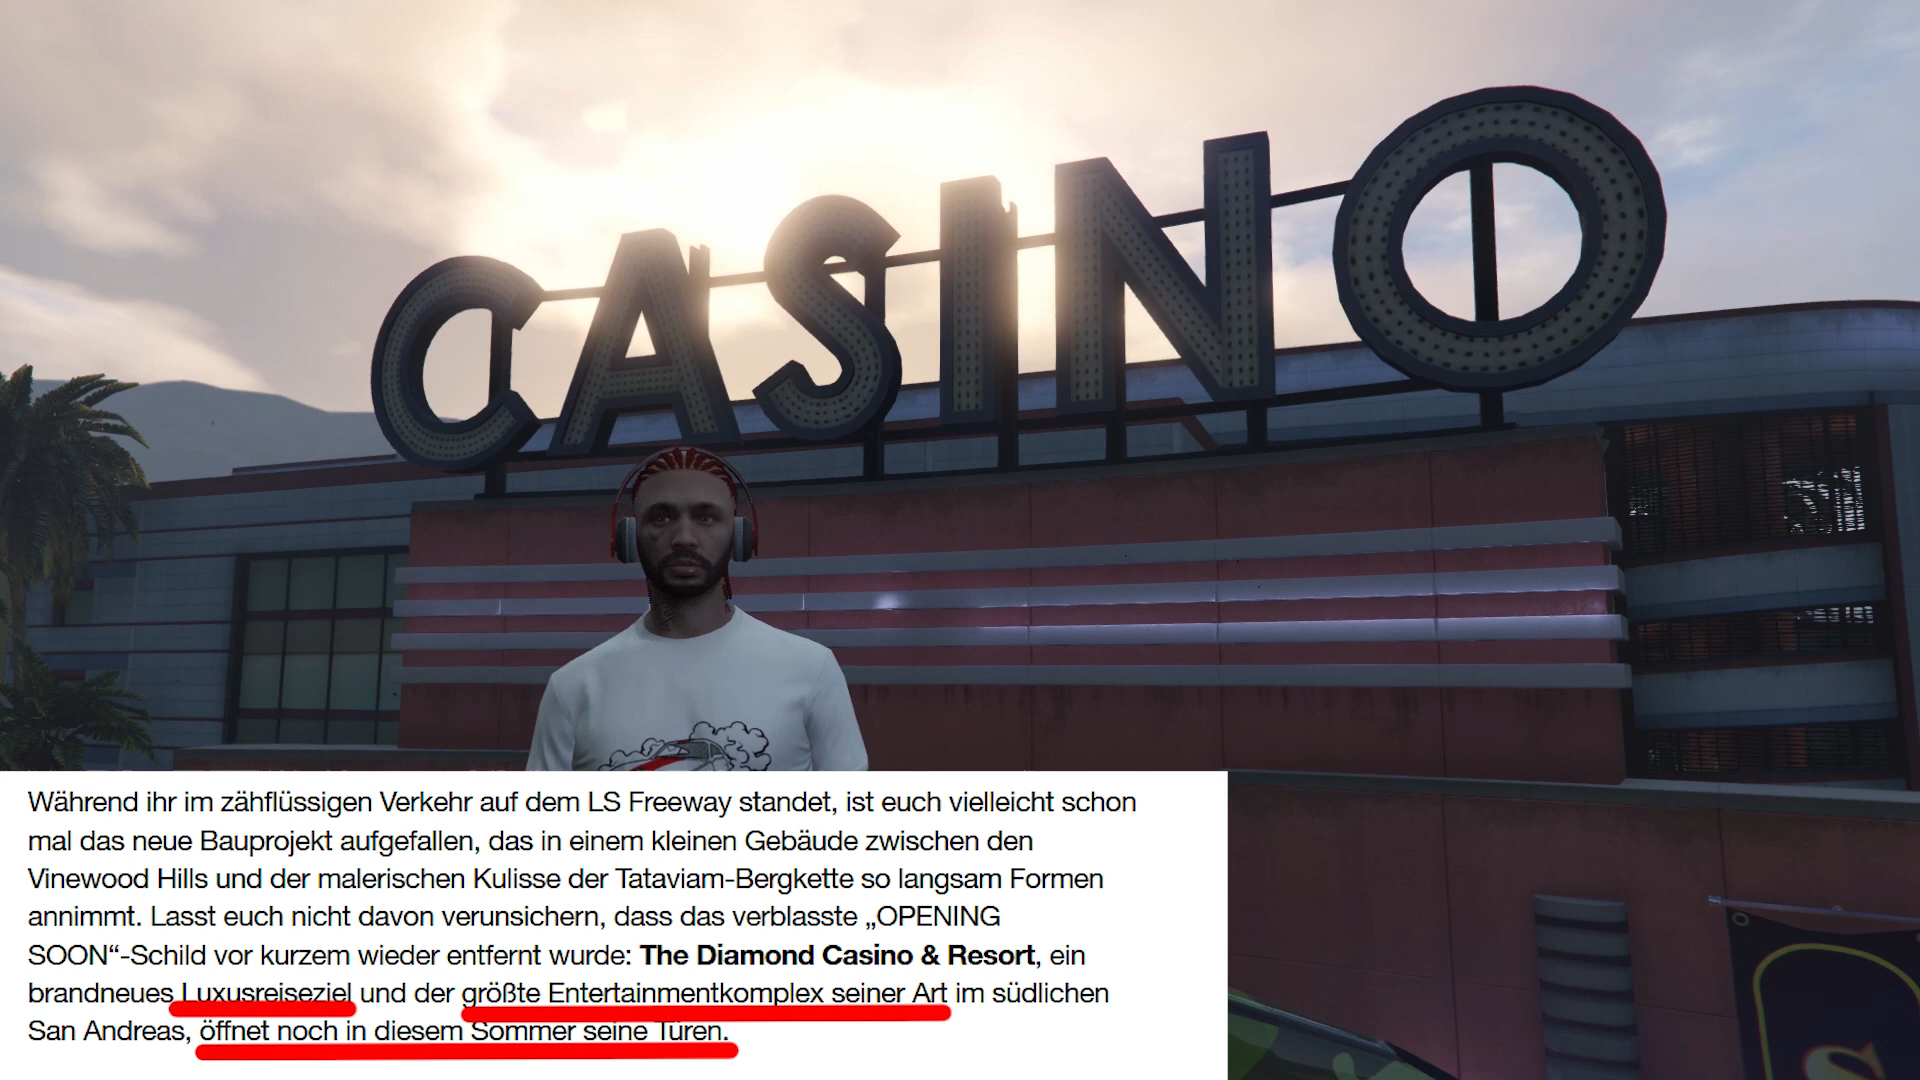 CASINO
Während ihr im zähflüssigen Verkehr auf dem LS Freeway standet, ist euch vielleicht schon
mal das neue Bauprojekt aufgefallen, das in einem kleinen Gebäude zwischen den
Vinewood Hills und der malerischen Kulisse der Tataviam-Bergkette so langsam Formen
annimmt. Lasst euch nicht davon verunsichern, dass das verblasste „OPENING
SOON“-Schild vor kurzem wieder entfernt wurde: The Diamond Casino & Resort, ein
brandneues Luxusreiseziel und der größte Entertainmentkomplex seiner Art im südlichen
San Andreas, öffnet noch in diesem Sommer seine Türen.